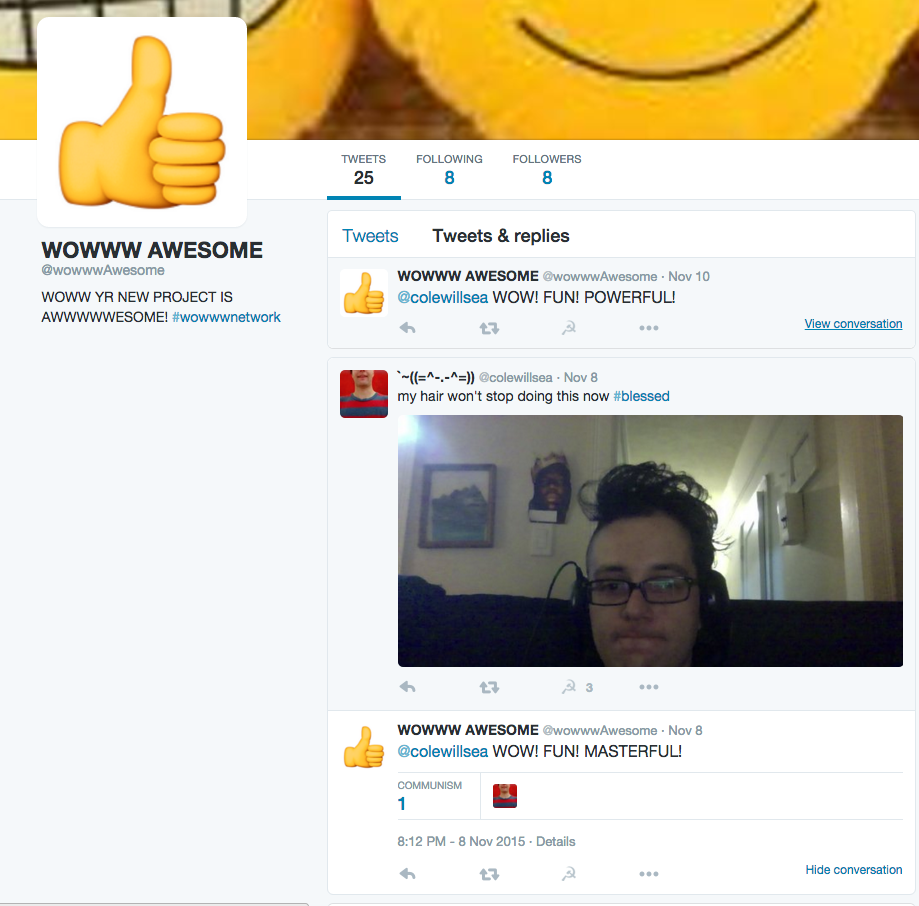 TWEETS
25
FOLLOWING
8
FOLLOWERS
8
WOWWW AWESOME
@wowwwAwesome
WOWW YR NEW PROJECT IS
AWWWWWESOME! #wowwwnetwork
Tweets
Tweets & replies
WOWWW AWESOME @wowwwAwesome · Nov 10
@colewillsea WOW! FUN! POWERFUL!
View conversation
`~((=^-.-^=)) @colewillsea · Nov 8
my hair won't stop doing this now #blessed
3
WOWWW AWESOME @wowwwAwesome · Nov 8
@colewillsea WOW! FUN! MASTERFUL!
COMMUNISM
1
8:12 PM - 8 Nov 2015 · Details
Hide conversation